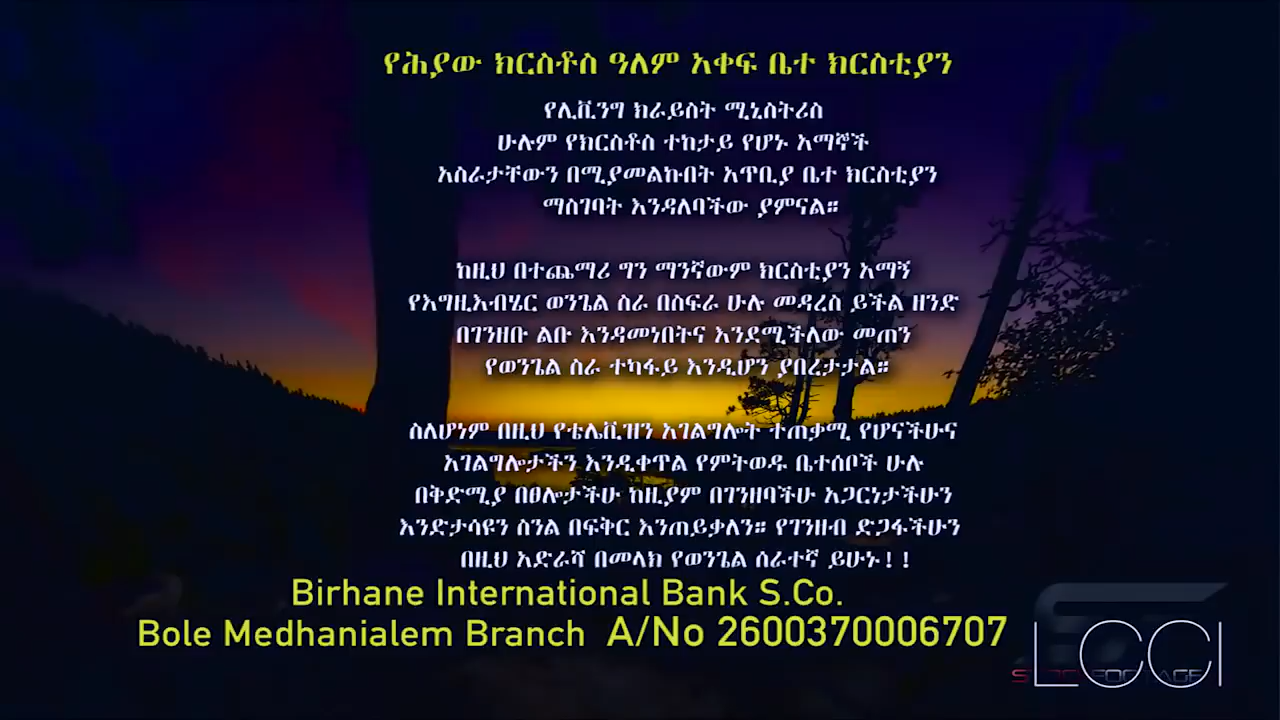 የሕያው ክርስቶስ ዓለም አቀፍ ቤተ ክርስቲያን
የሊቪንግ ክራይስት ሚኒስትሪስ
ሁሉም የክርስቶስ ተከታይ የሆኑ አማኞች
አስራታቸውን በሚያመልኩበት አጥቢያ ቤተ ክርስቲያን
ማስገባት እንዳለባችው ያምናል።
ከዚህ በተጨማሪ ግን ማንኛውም ክርስቲያን አማኝ
የእግዚአብሄር ወንጌል ስራ በስፍራ ሁሉ መዳረስ ይችል ዘንድ
በገንዘቡ ልቡ እንዳመነበትና እንደሚችለው መጠን
የወንጌል ስራ ተካፋይ እንዲሆን ያበረታታል።
ስለሆነም በዚህ የቴሌቪዝን አገልግሎት ተጠቃሚ የሆናችሁና
አገልግሎታችን እንዲቀጥል የምትወዱ ቤተሰቦች ሁሉ
በቅድሚያ በፀሎታችሁ ከዚያም በገንዘባችሁ አጋርነታችሁን
እንድታሳዩን ስንል በፍቅር እንጠይቃለን። የገንዘብ ድጋፋችሁን
በዚህ አድራሻ በመላክ የወንጌል ሰራተኛ ይሁኑ!!
Birhane International Bank S.Co.
Bole Medhanialem Branch A/No 2600370006707
LCCI